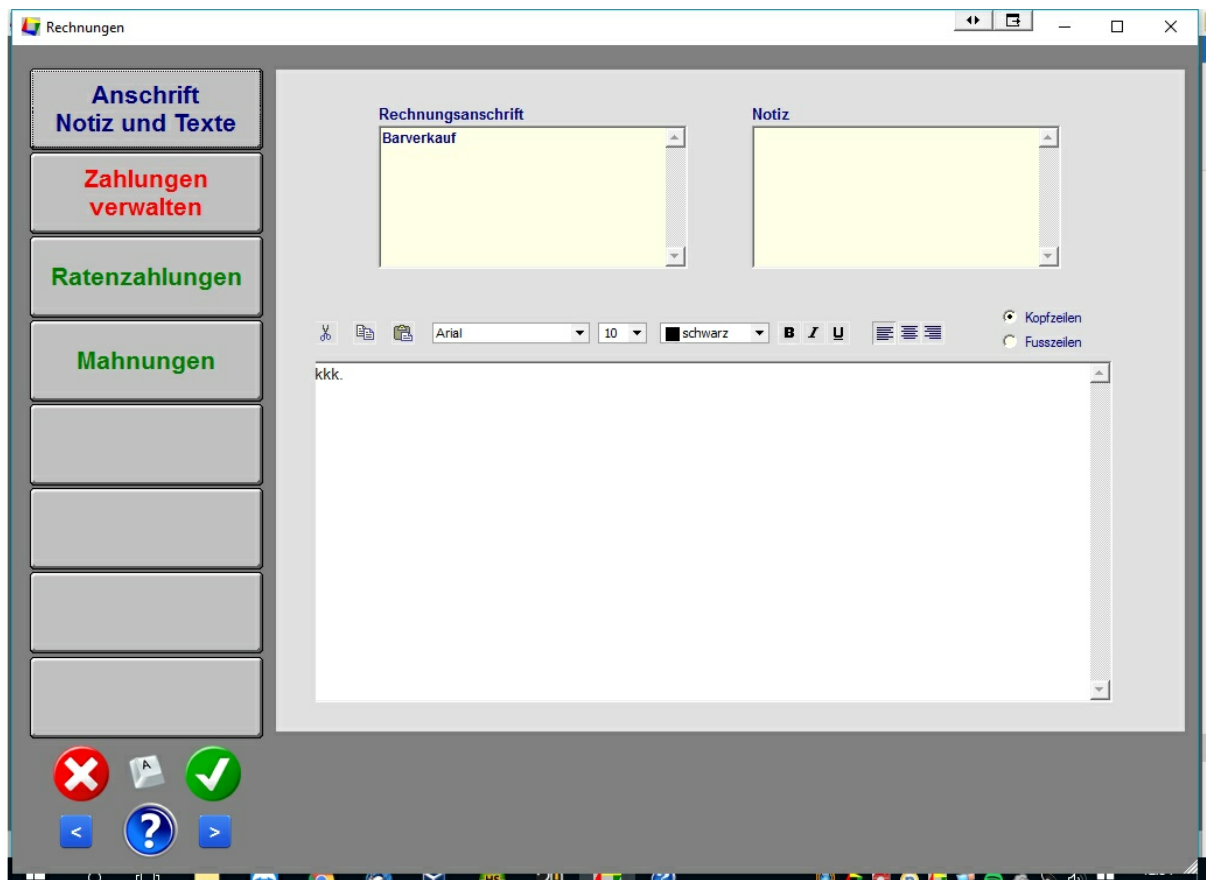 Rechnungen
Anschrift
Notiz und Texte
Zahlungen
verwalten
Ratenzahlungen
Mahnungen
Rechnungsanschrift
Barverkauf
Notiz
Arial
10
schwarz
B I U
Kopfzeilen
Fusszeilen
kkk.
A
<
?
>